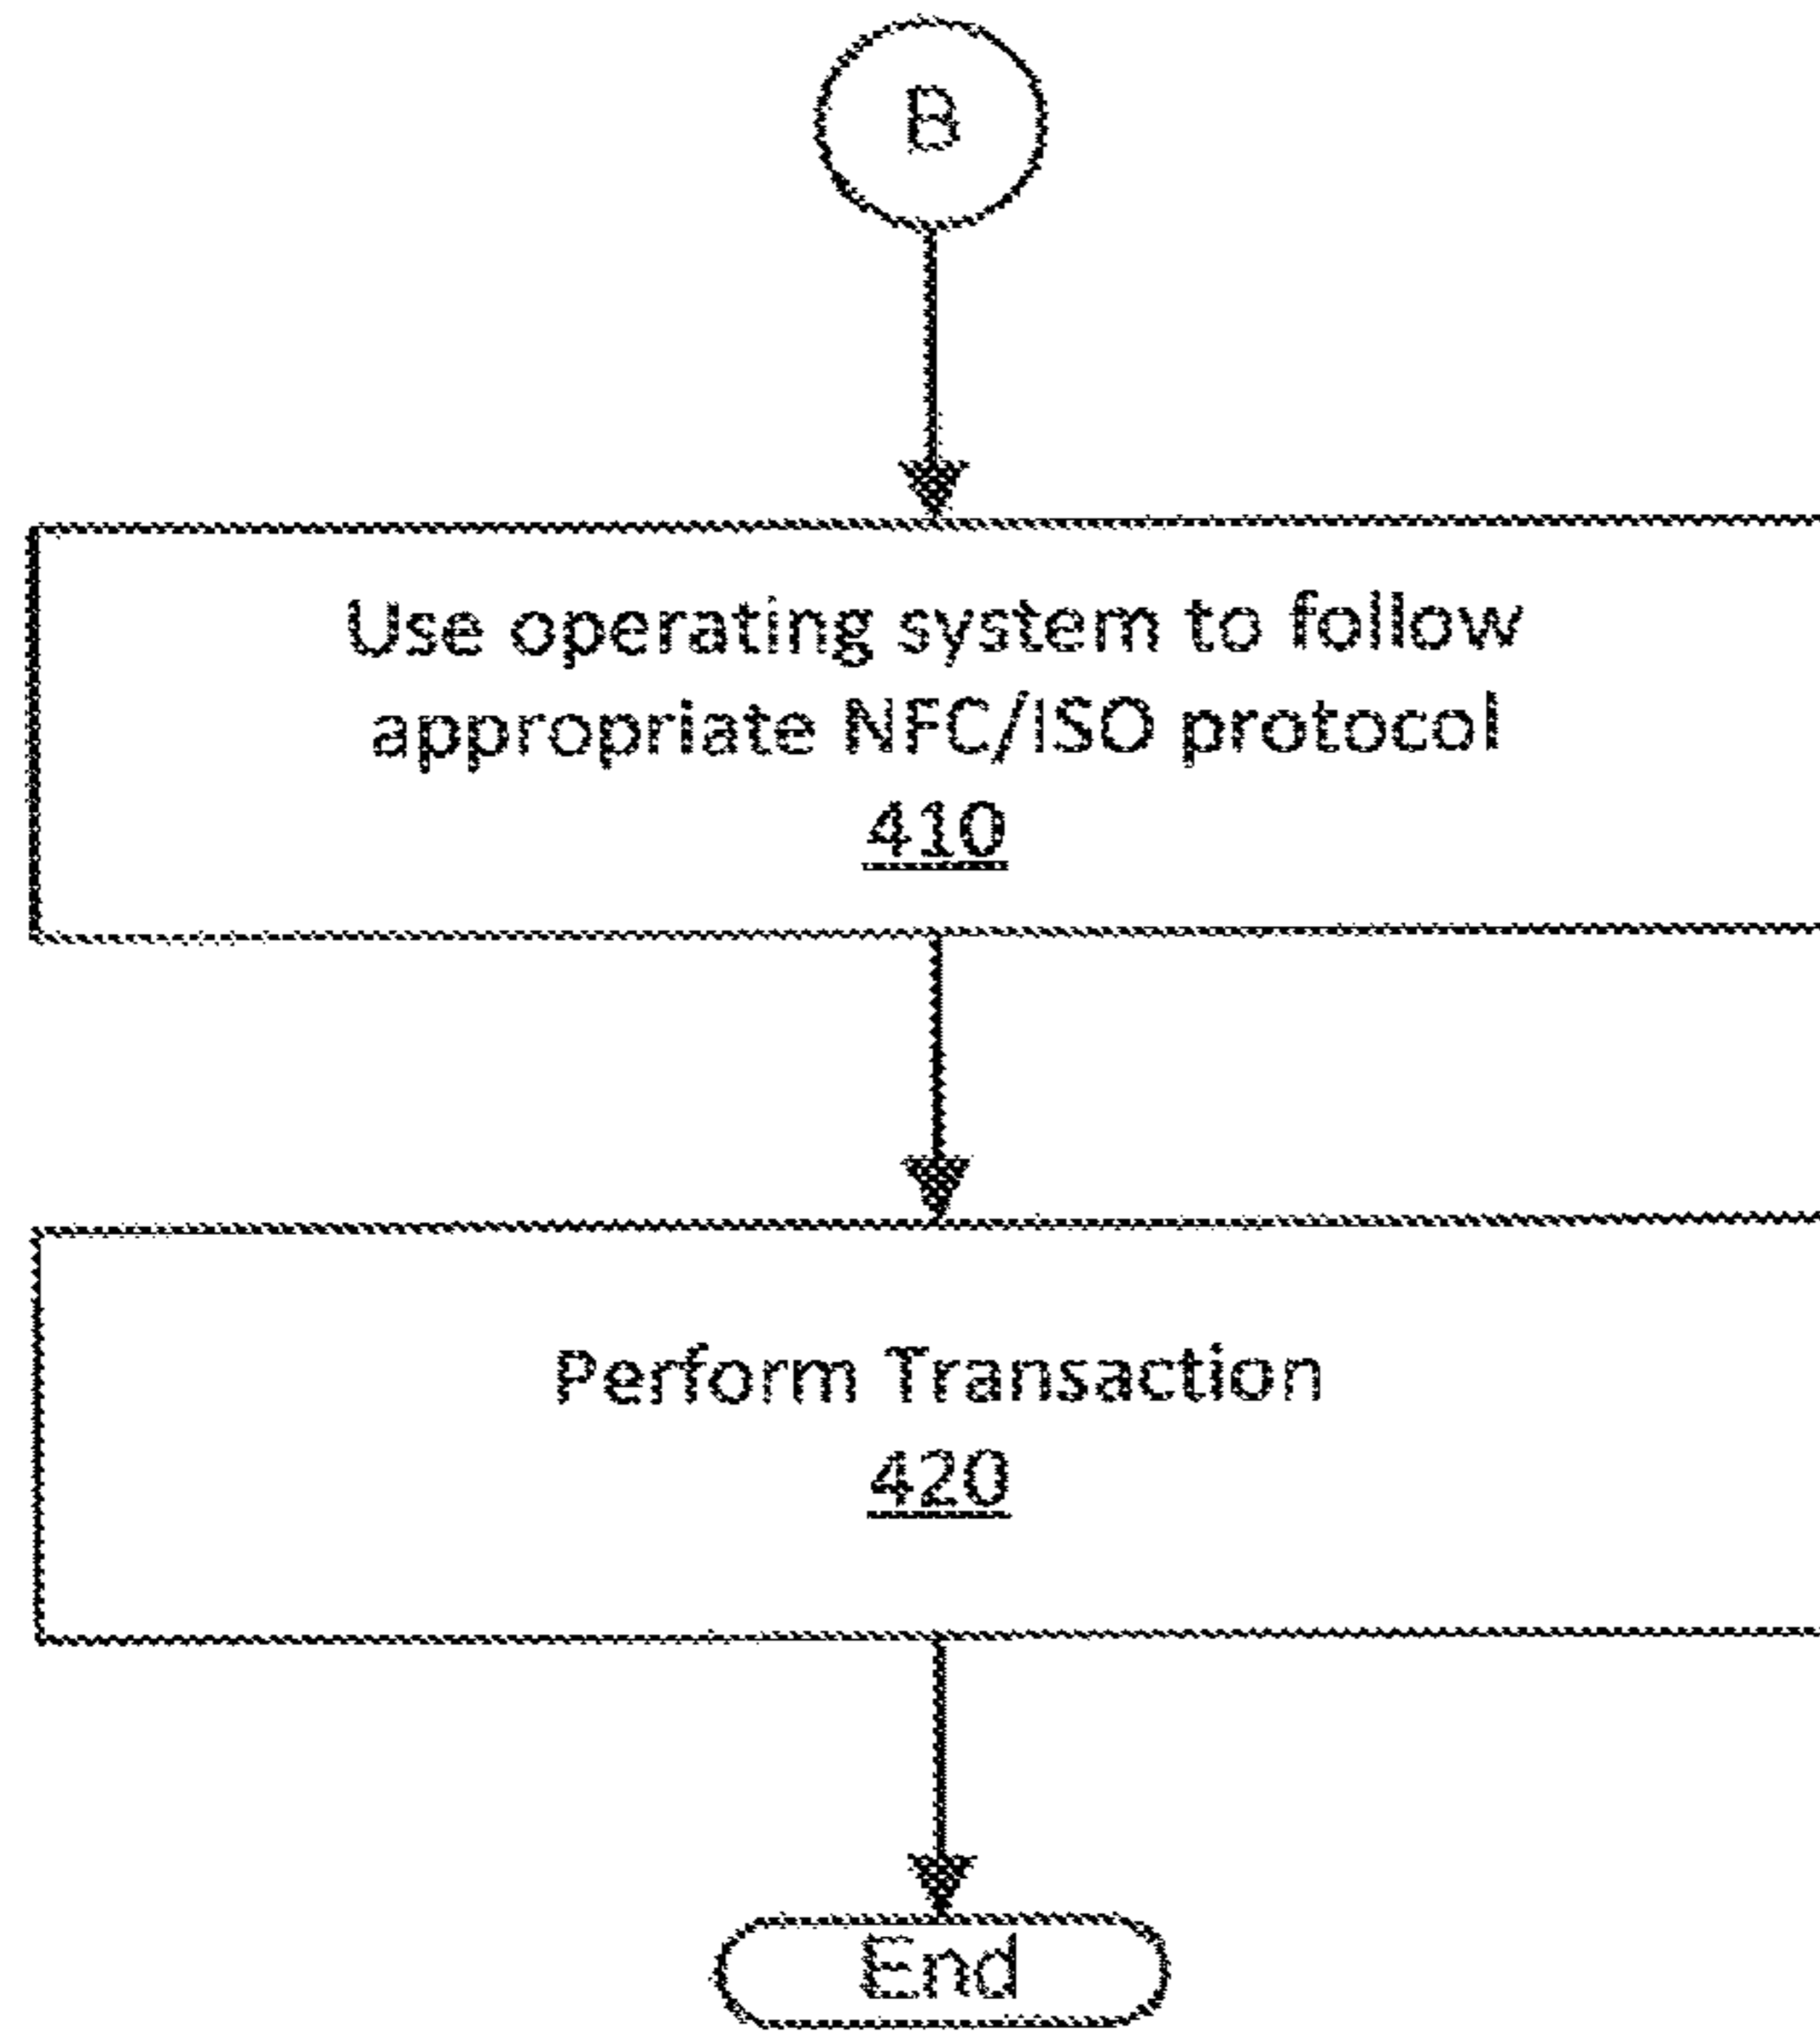 B
Use operating system to follow
appropriate NFC/ISO protocol
410
Perform Transaction
420
End